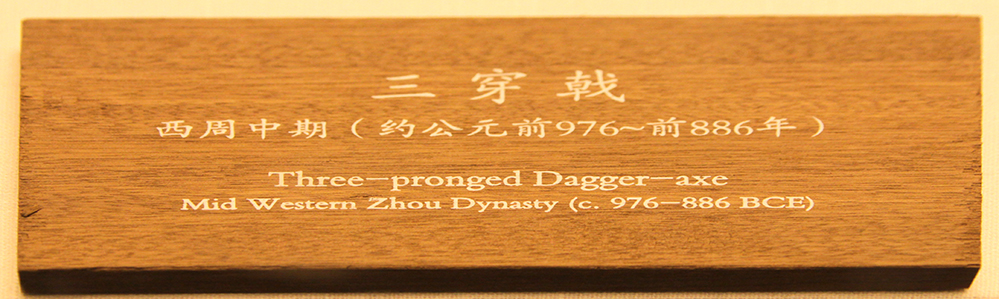 三穿戟
西周中期（约公元前976~前886年）
Three-pronged Dagger-axe
Mid Western Zhou Dynasty (c. 976-886 BCE)